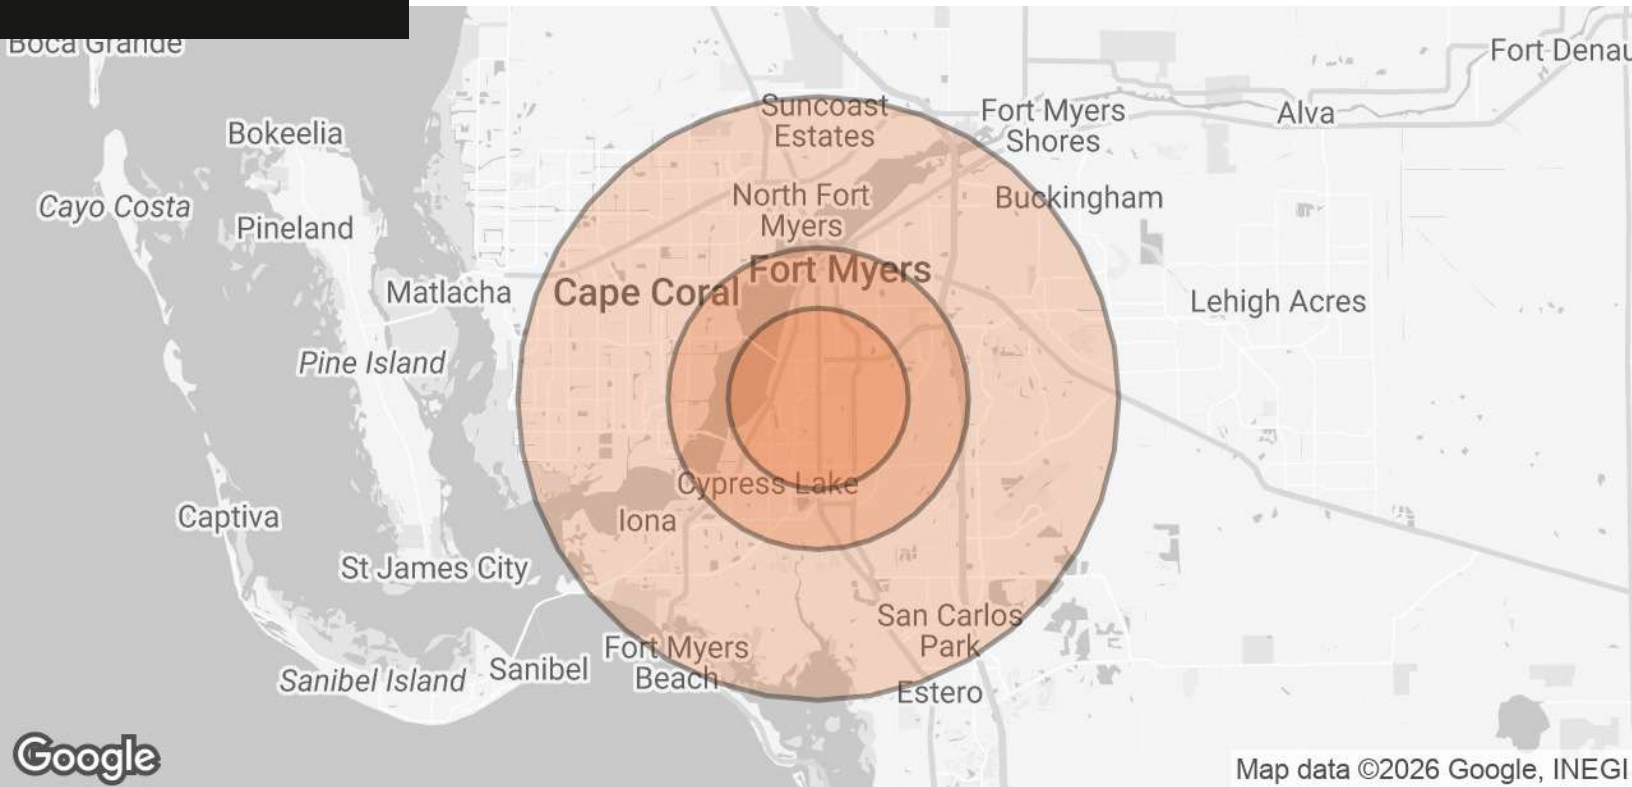 Boca Grande
Fort Denau
Suncoast
Estates
Fort Myers
Shores
Alva
Bokeelia
North Fort
Myers
Buckingham
Cayo Costa
Pineland
Fort Myers
Cape Coral
Matlacha
Lehigh Acres
Pine Island
Cypress Lake
Captiva
Iona
St James City
San Carlos
Park
Fort Myers
Beach
Sanibel Island
Sanibel
Estero
Google
Map data ©2026 Google, INEGI